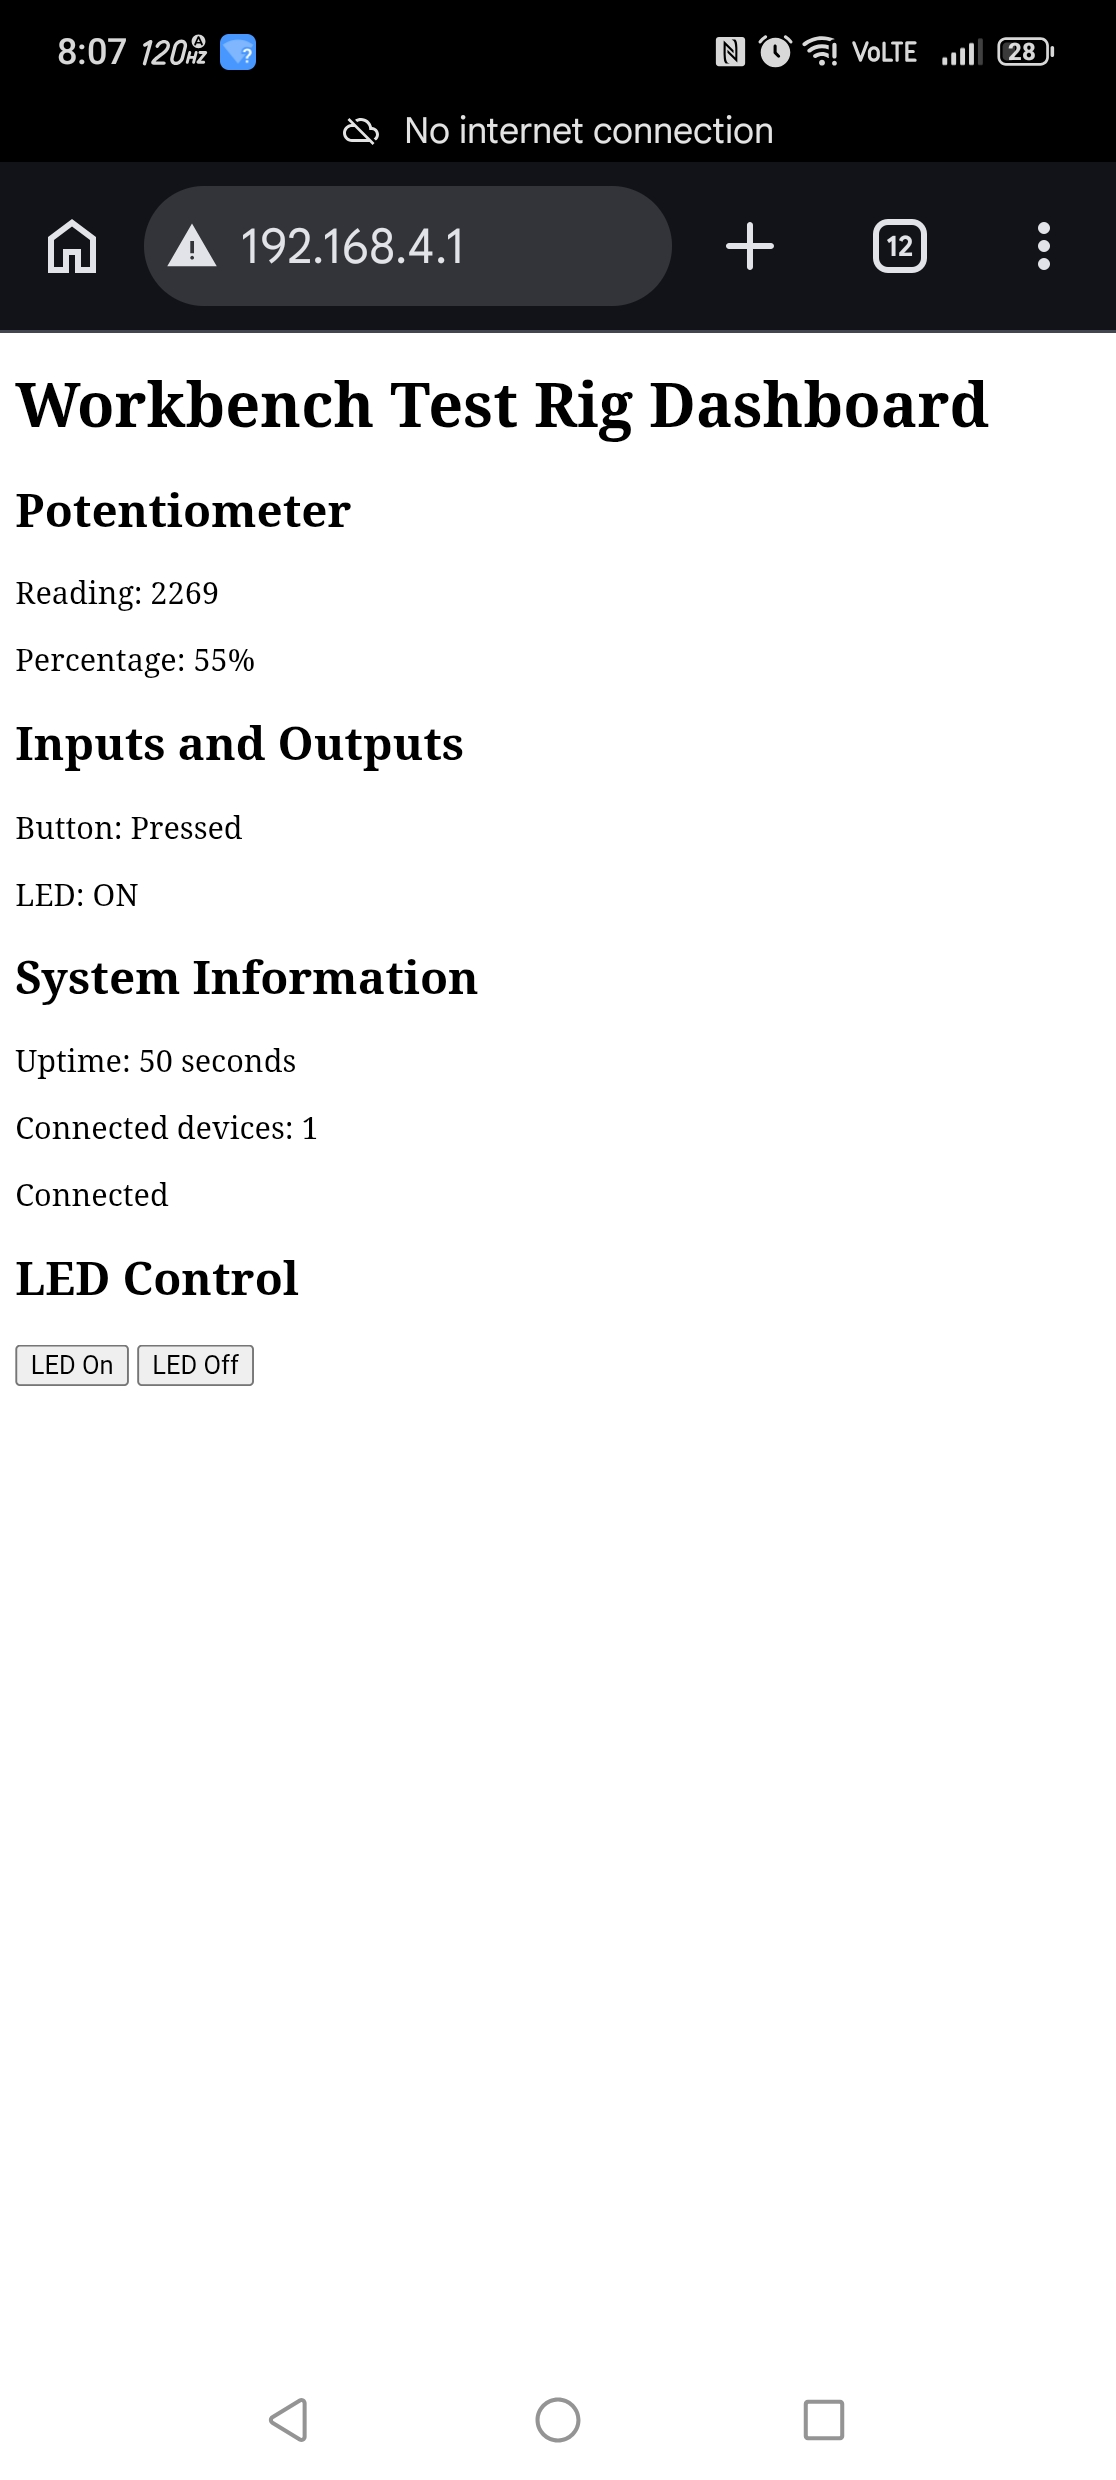 8:07 120HZ
VoLTE 28
No internet connection
192.168.4.1
12
Workbench Test Rig Dashboard
Potentiometer
Reading: 2269
Percentage: 55%
Inputs and Outputs
Button: Pressed
LED: ON
System Information
Uptime: 50 seconds
Connected devices: 1
Connected
LED Control
LED On LED Off